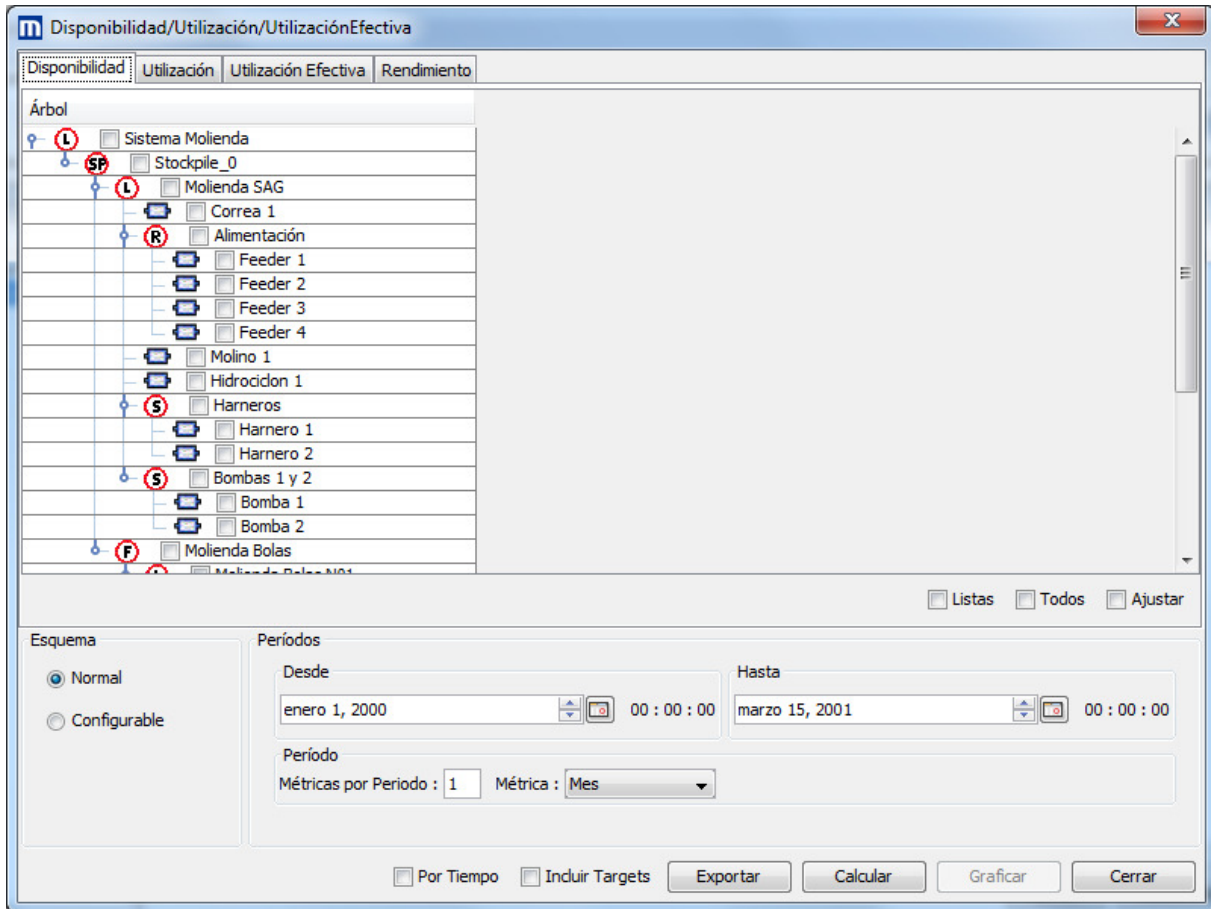 m Disponibilidad/Utilización/UtilizaciónEfectiva
Disponibilidad Utilización Utilización Efectiva Rendimiento
Árbol
L Sistema Molienda
SP Stockpile_0
L Molienda SAG
Correa 1
R Alimentación
Feeder 1
Feeder 2
Feeder 3
Feeder 4
Molino 1
Hidrociclon 1
S Harneros
Harnero 1
Harnero 2
S Bombas 1 y 2
Bomba 1
Bomba 2
F Molienda Bolas
L Molienda Bolas N01
Listas Todos Ajustar
Esquema Períodos
Normal
Configurable
Desde Hasta
enero 1, 2000 00 : 00 : 00 marzo 15, 2001 00 : 00 : 00
Período
Métricas por Periodo : 1 Métrica : Mes
Por Tiempo Incluir Targets Exportar Calcular Graficar Cerrar